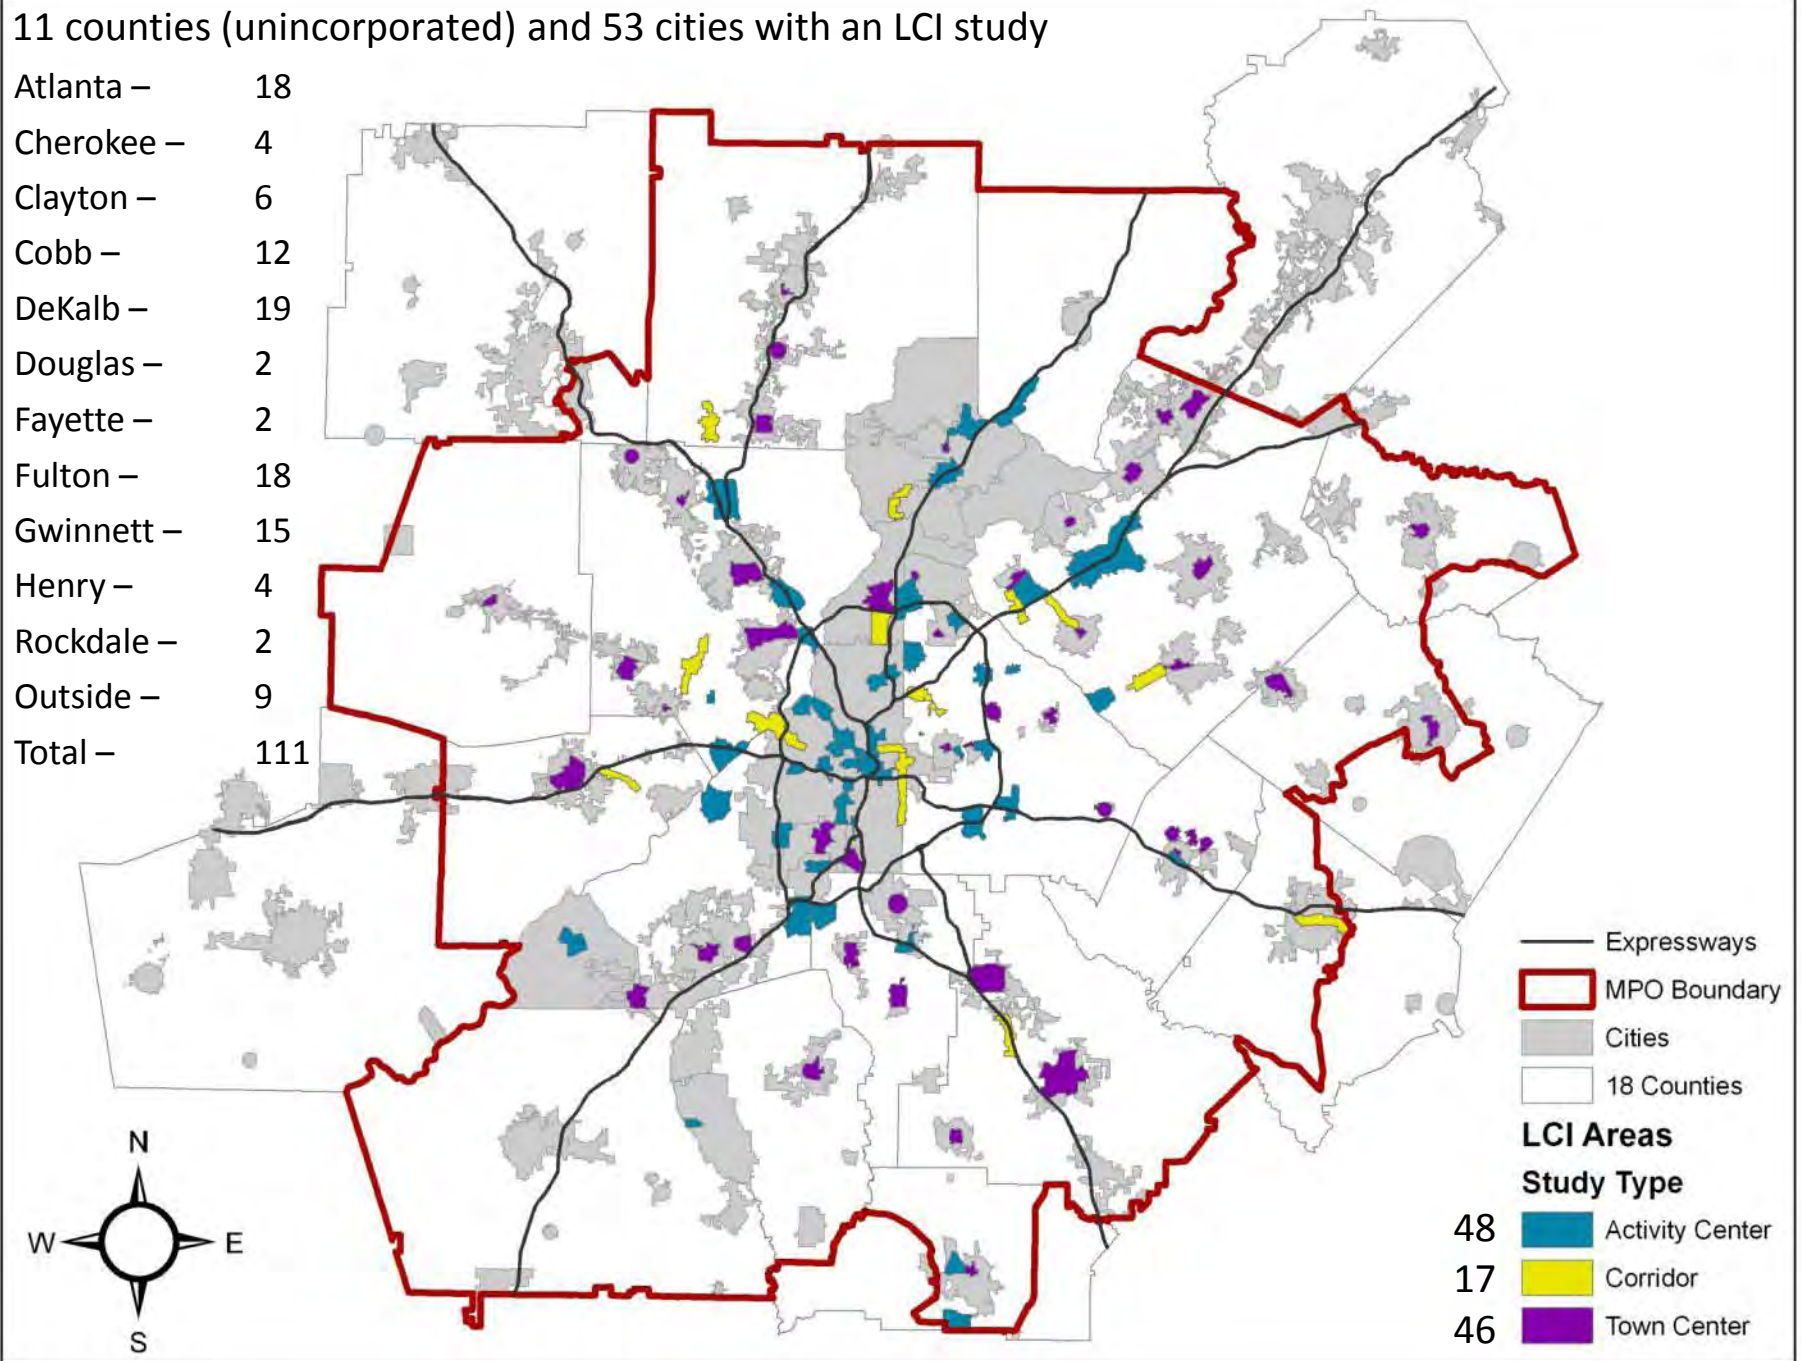 11 counties (unincorporated) and 53 cities with an LCI study
Atlanta – 18
Cherokee – 4
Clayton – 6
Cobb – 12
DeKalb – 19
Douglas – 2
Fayette – 2
Fulton – 18
Gwinnett – 15
Henry – 4
Rockdale – 2
Outside – 9
Total – 111
Expressways
MPO Boundary
Cities
18 Counties
LCI Areas
Study Type
48 Activity Center
17 Corridor
46 Town Center
N
W E
S